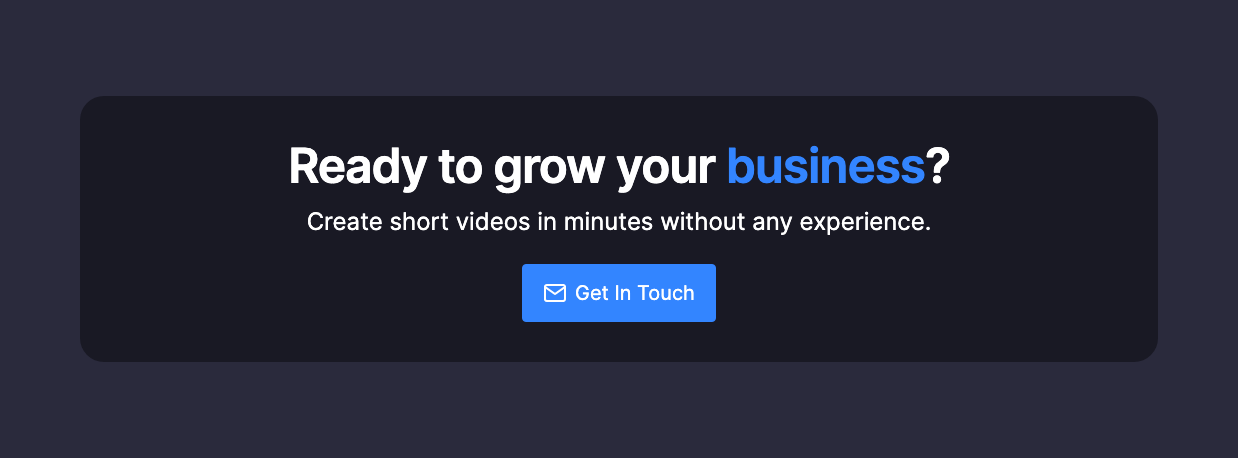 Ready to grow your business?
Create short videos in minutes without any experience.
Get In Touch